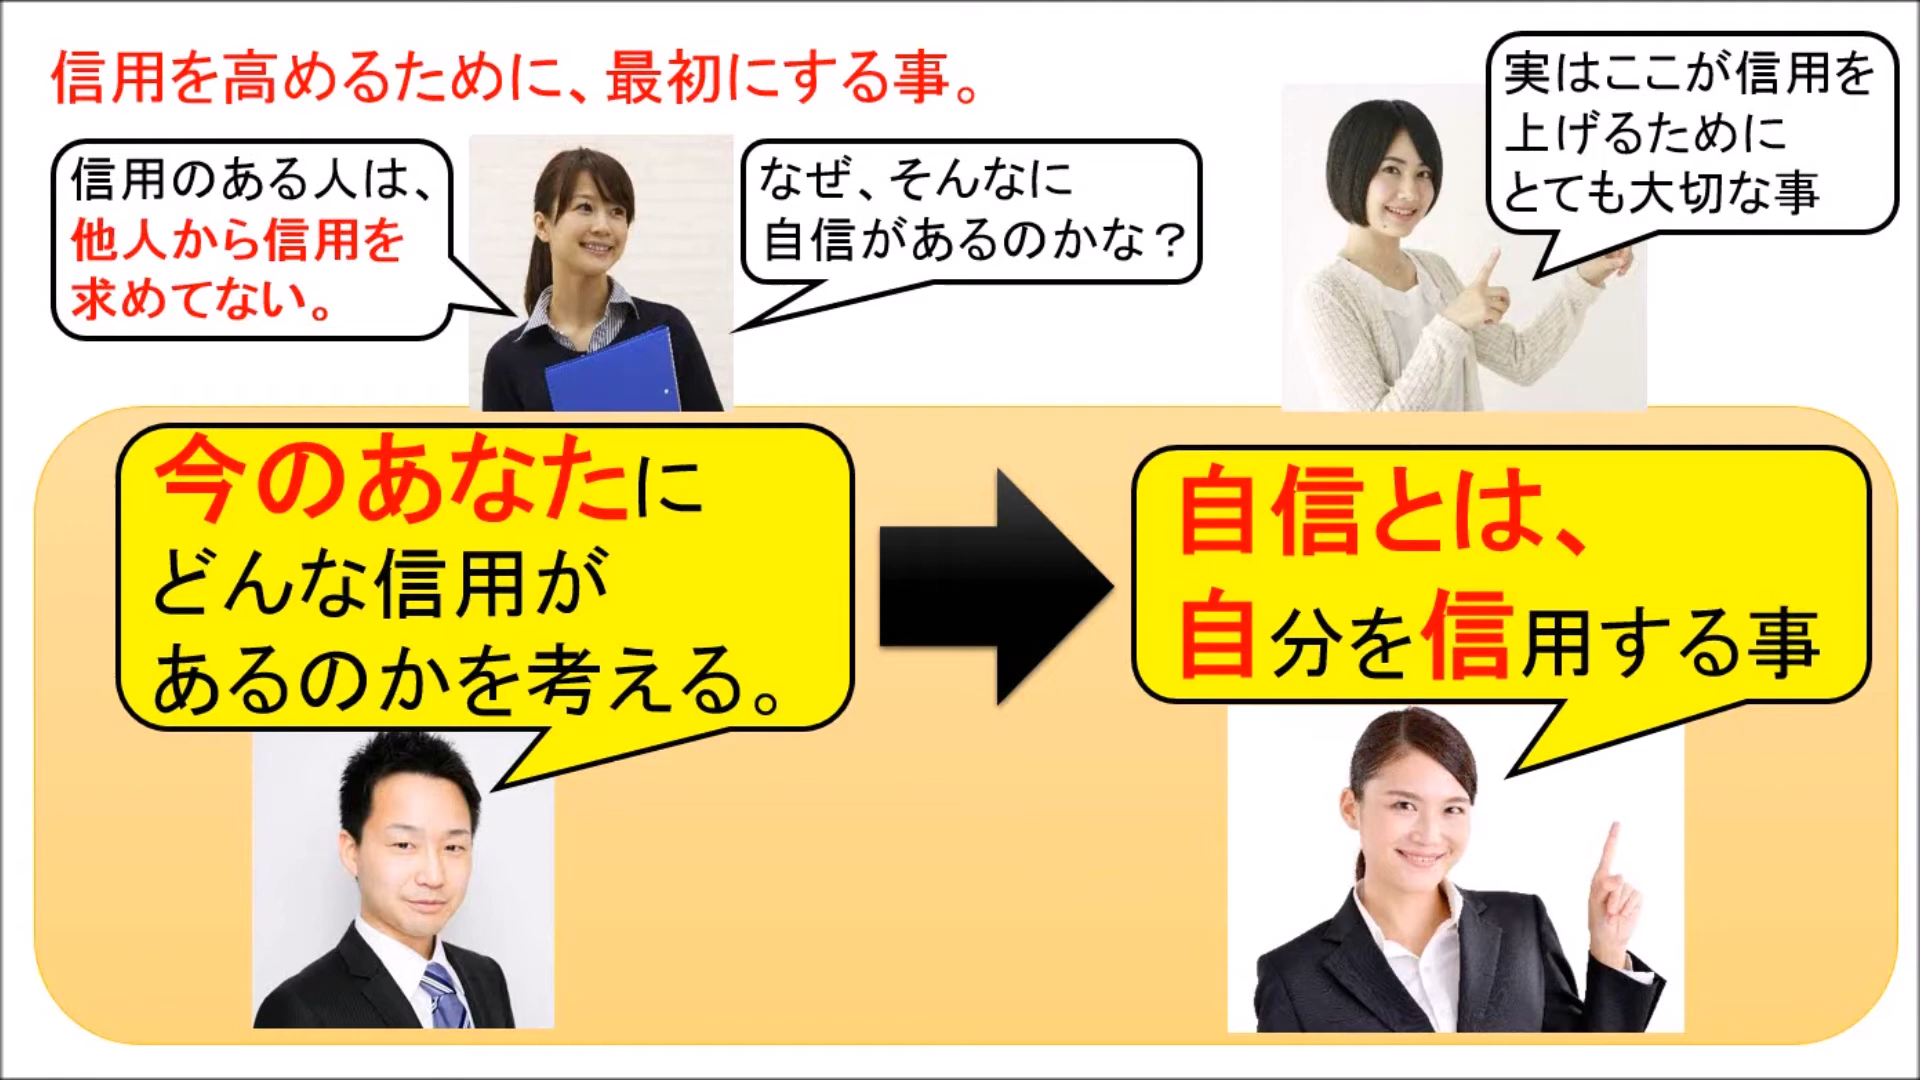 信用を高めるために、最初にする事。
信用のある人は、
他人から信用を
求めてない。
なぜ、そんなに
自信があるのかな？
実はここが信用を
上げるために
とても大切な事
今のあなたに
どんな信用が
あるのかを考える。
自信とは、
自分を信用する事